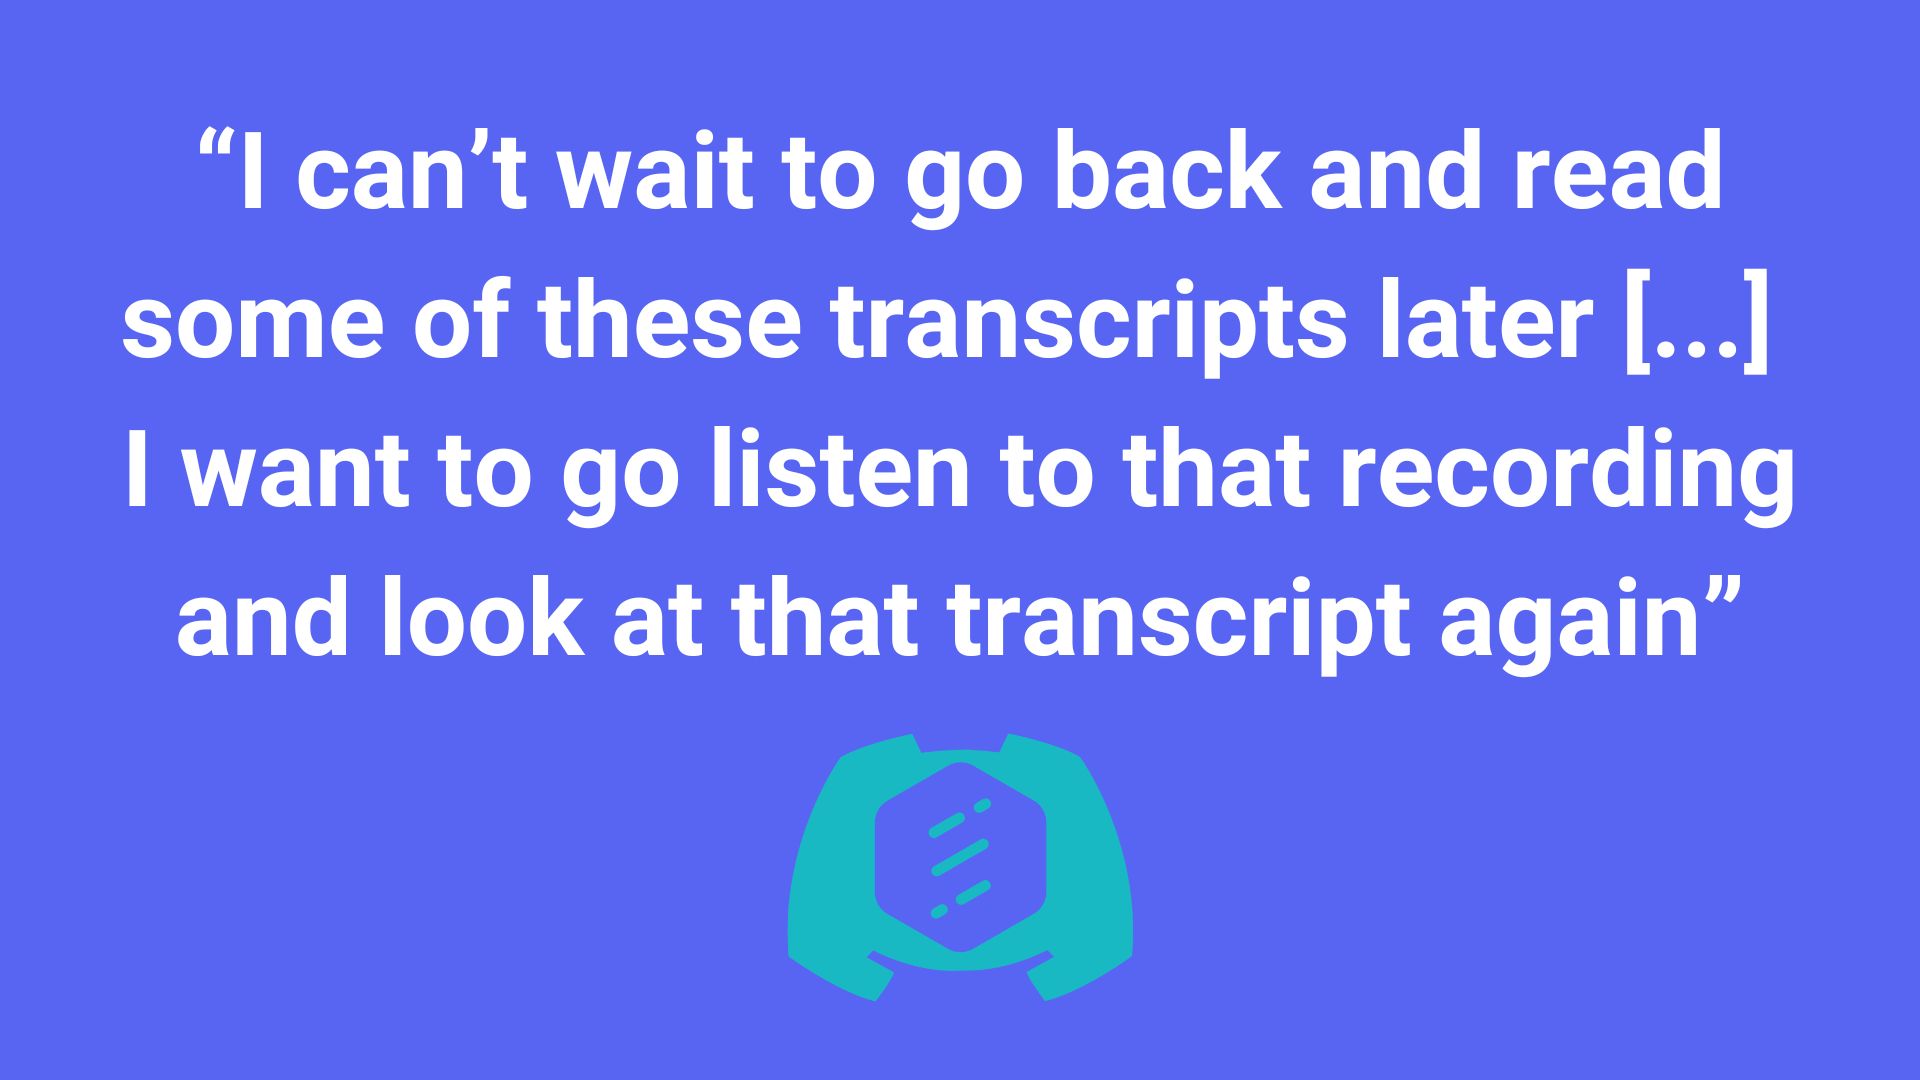 “I can’t wait to go back and read
some of these transcripts later [...]
I want to go listen to that recording
and look at that transcript again”